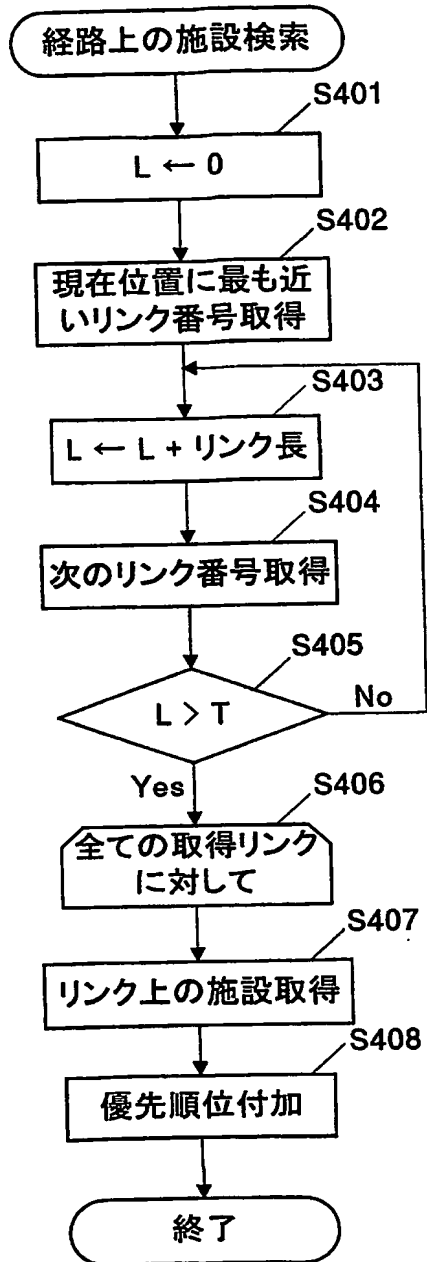 経路上の施設検索
S401
L ← 0
S402
現在位置に最も近
いリンク番号取得
S403
L ← L + リンク長
S404
次のリンク番号取得
S405
L > T
No
Yes
S406
全ての取得リンク
に対して
S407
リンク上の施設取得
S408
優先順位付加
終了